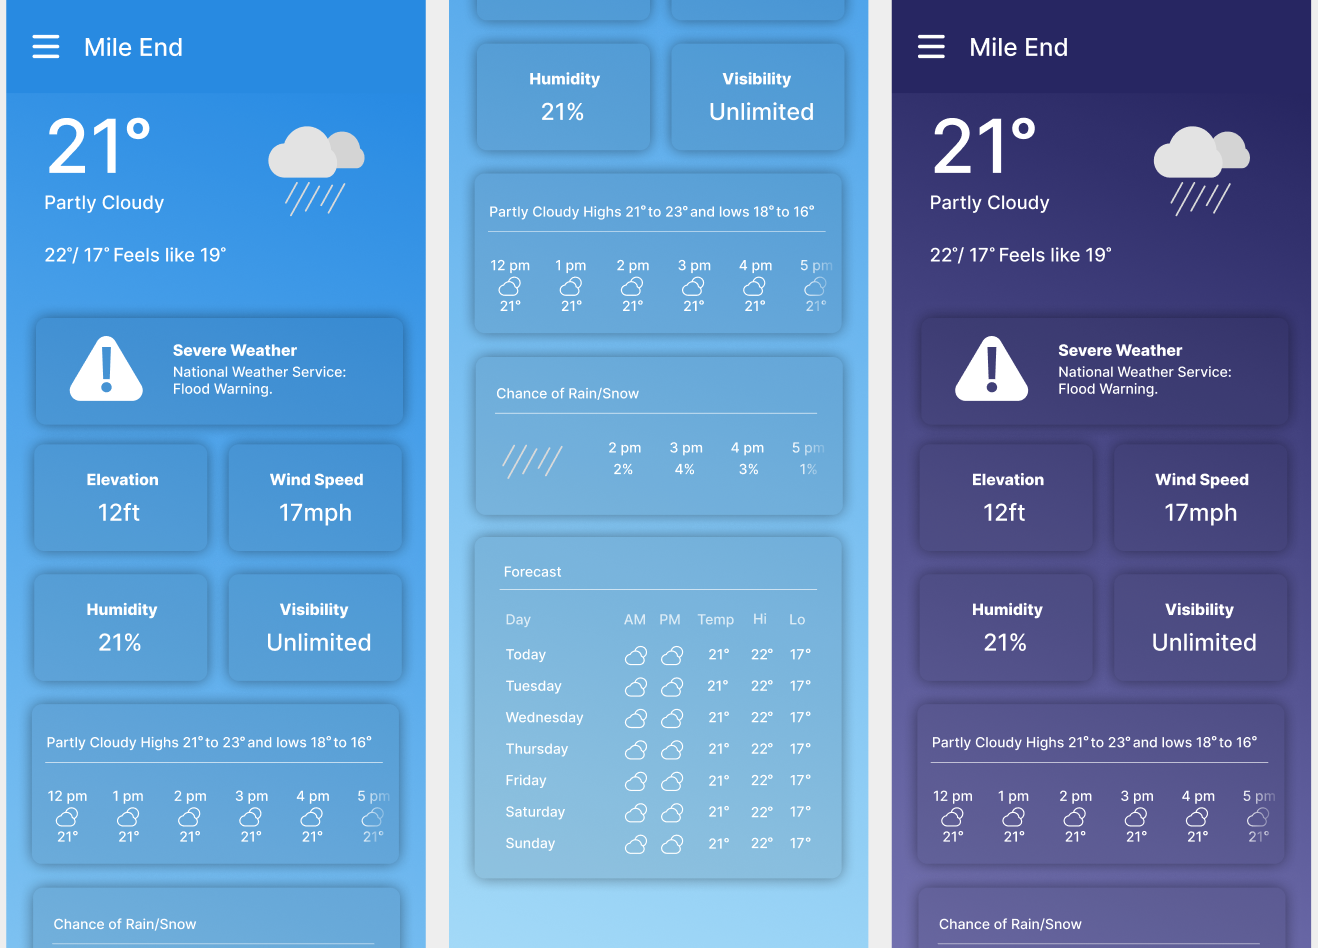 Mile End
21°
Partly Cloudy
22°/ 17° Feels like 19°
Severe Weather
National Weather Service:
Flood Warning.
Elevation
12ft
Wind Speed
17mph
Humidity
21%
Visibility
Unlimited
Partly Cloudy Highs 21° to 23° and lows 18° to 16°
12 pm 1 pm 2 pm 3 pm 4 pm 5 pm
21° 21° 21° 21° 21° 21°
Chance of Rain/Snow
Humidity
21%
Visibility
Unlimited
Partly Cloudy Highs 21° to 23° and lows 18° to 16°
12 pm 1 pm 2 pm 3 pm 4 pm 5 pm
21° 21° 21° 21° 21° 21°
Chance of Rain/Snow
2 pm 3 pm 4 pm 5 pm
2% 4% 3% 1%
Forecast
Day AM PM Temp Hi Lo
Today 21° 22° 17°
Tuesday 21° 22° 17°
Wednesday 21° 22° 17°
Thursday 21° 22° 17°
Friday 21° 22° 17°
Saturday 21° 22° 17°
Sunday 21° 22° 17°
Mile End
21°
Partly Cloudy
22°/ 17° Feels like 19°
Severe Weather
National Weather Service:
Flood Warning.
Elevation
12ft
Wind Speed
17mph
Humidity
21%
Visibility
Unlimited
Partly Cloudy Highs 21° to 23° and lows 18° to 16°
12 pm 1 pm 2 pm 3 pm 4 pm 5 pm
21° 21° 21° 21° 21° 21°
Chance of Rain/Snow